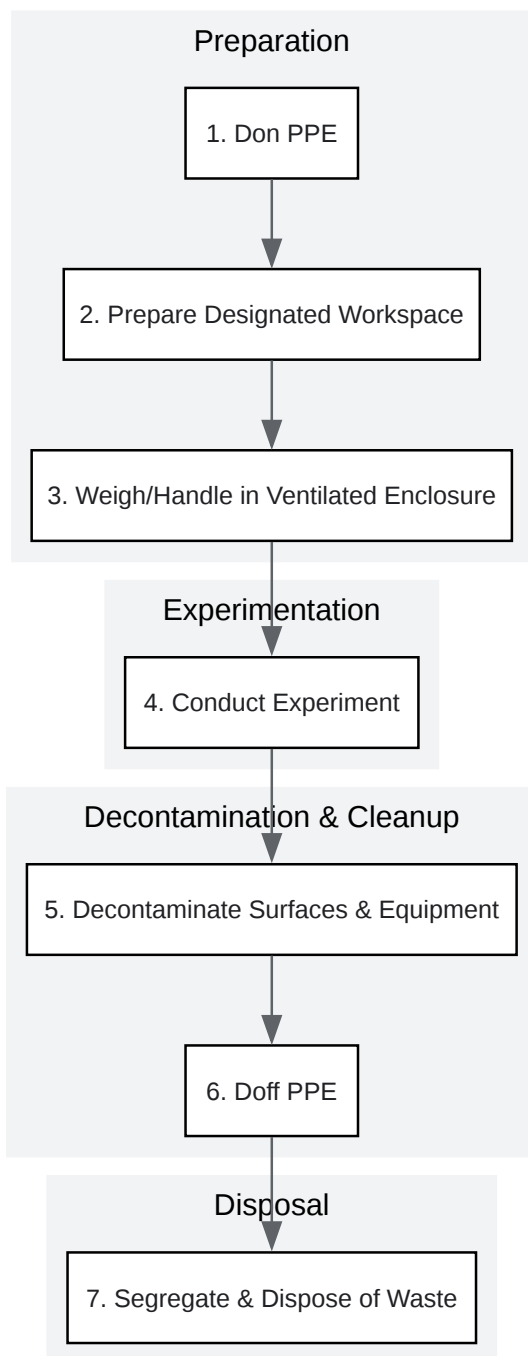 Preparation
1. Don PPE
2. Prepare Designated Workspace
3. Weigh/Handle in Ventilated Enclosure
Experimentation
4. Conduct Experiment
Decontamination & Cleanup
5. Decontaminate Surfaces & Equipment
6. Doff PPE
Disposal
7. Segregate & Dispose of Waste